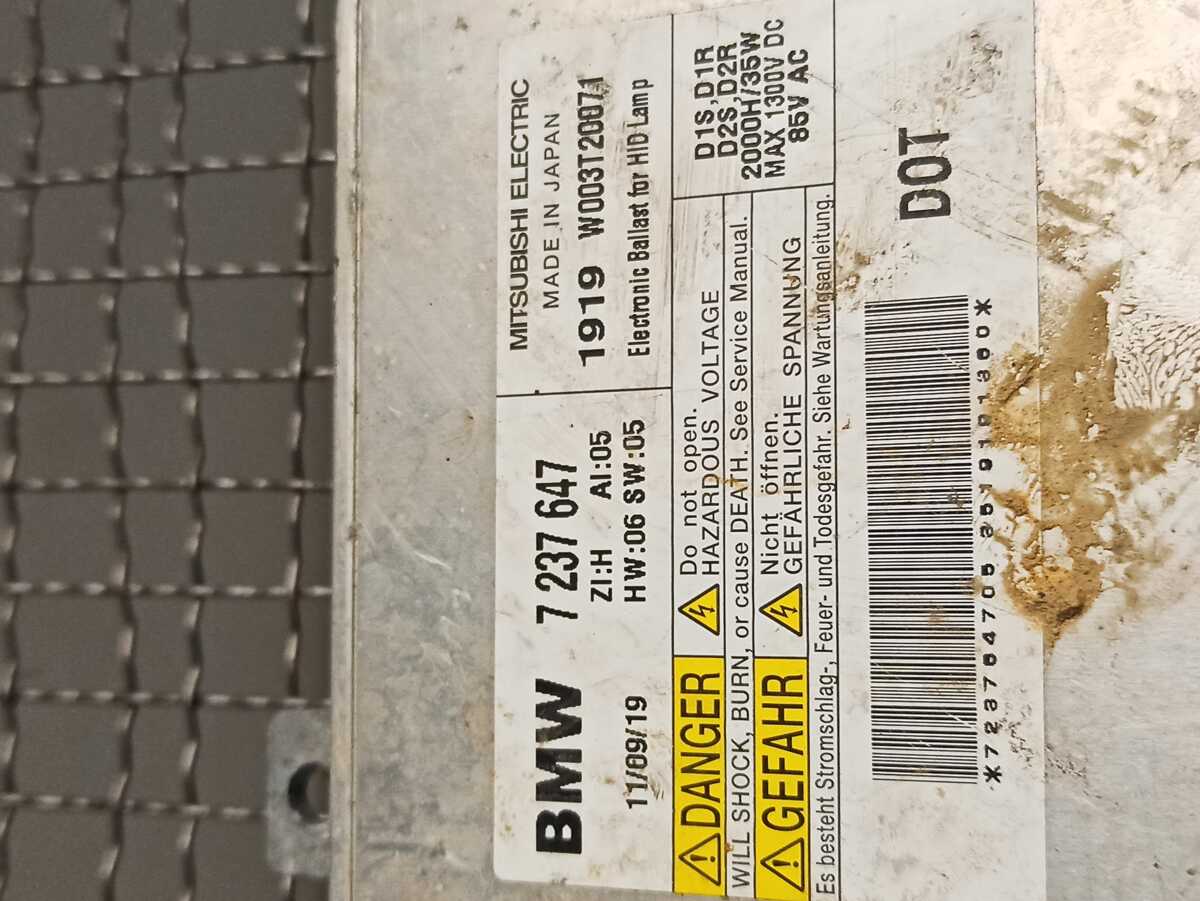 BMW 7 237 647
ZI:H AI:05
11/09/19 HW:06 SW:05
MITSUBISHI ELECTRIC
MADE IN JAPAN
1919 W003T20071
Electronic Ballast for HID Lamp
DANGER Do not open.
HAZARDOUS VOLTAGE
WILL SHOCK, BURN, or cause DEATH. See Service Manual.
GEFAHR Nicht öffnen.
GEFÄHRLICHE SPANNUNG
Es besteht Stromschlag-, Feuer- und Todesgefahr. Siehe Wartungsanleitung.
D1S,D1R
D2S,D2R
2000H/35W
MAX 1300V DC
85V AC
DOT